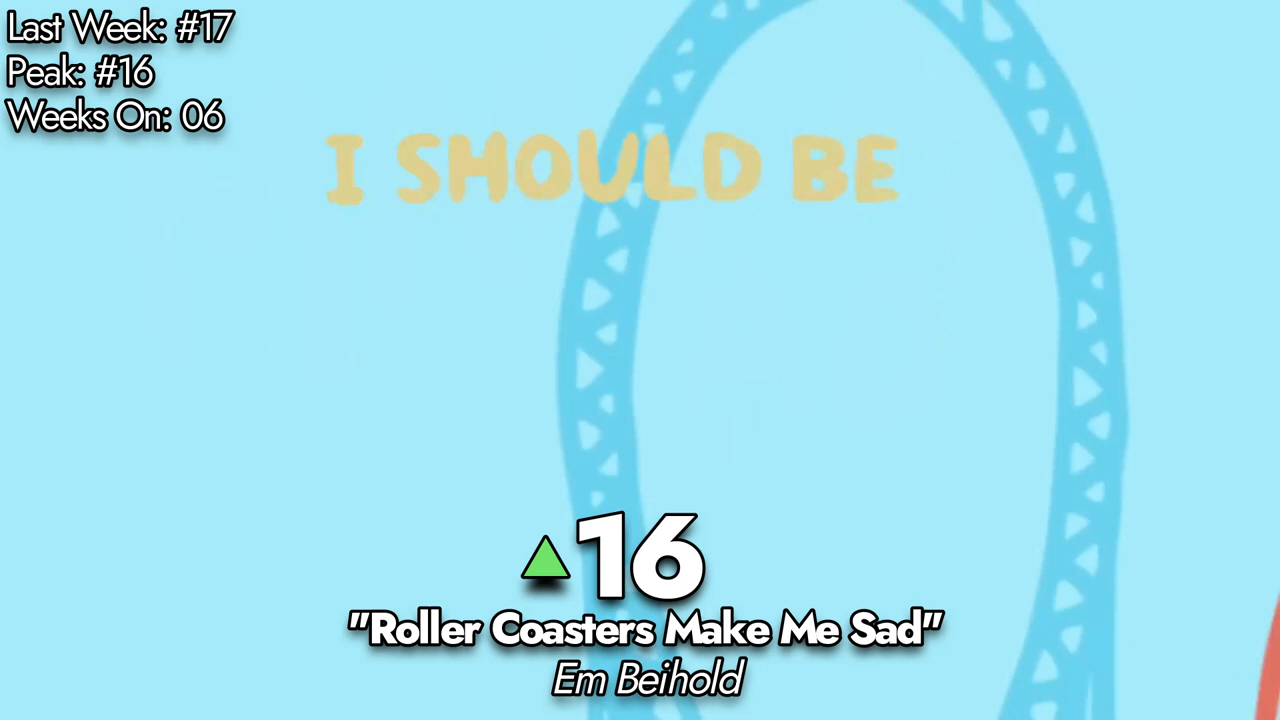 Last Week: #17
Peak: #16
Weeks On: 06
I SHOULD BE
16
"Roller Coasters Make Me Sad"
Em Beihold